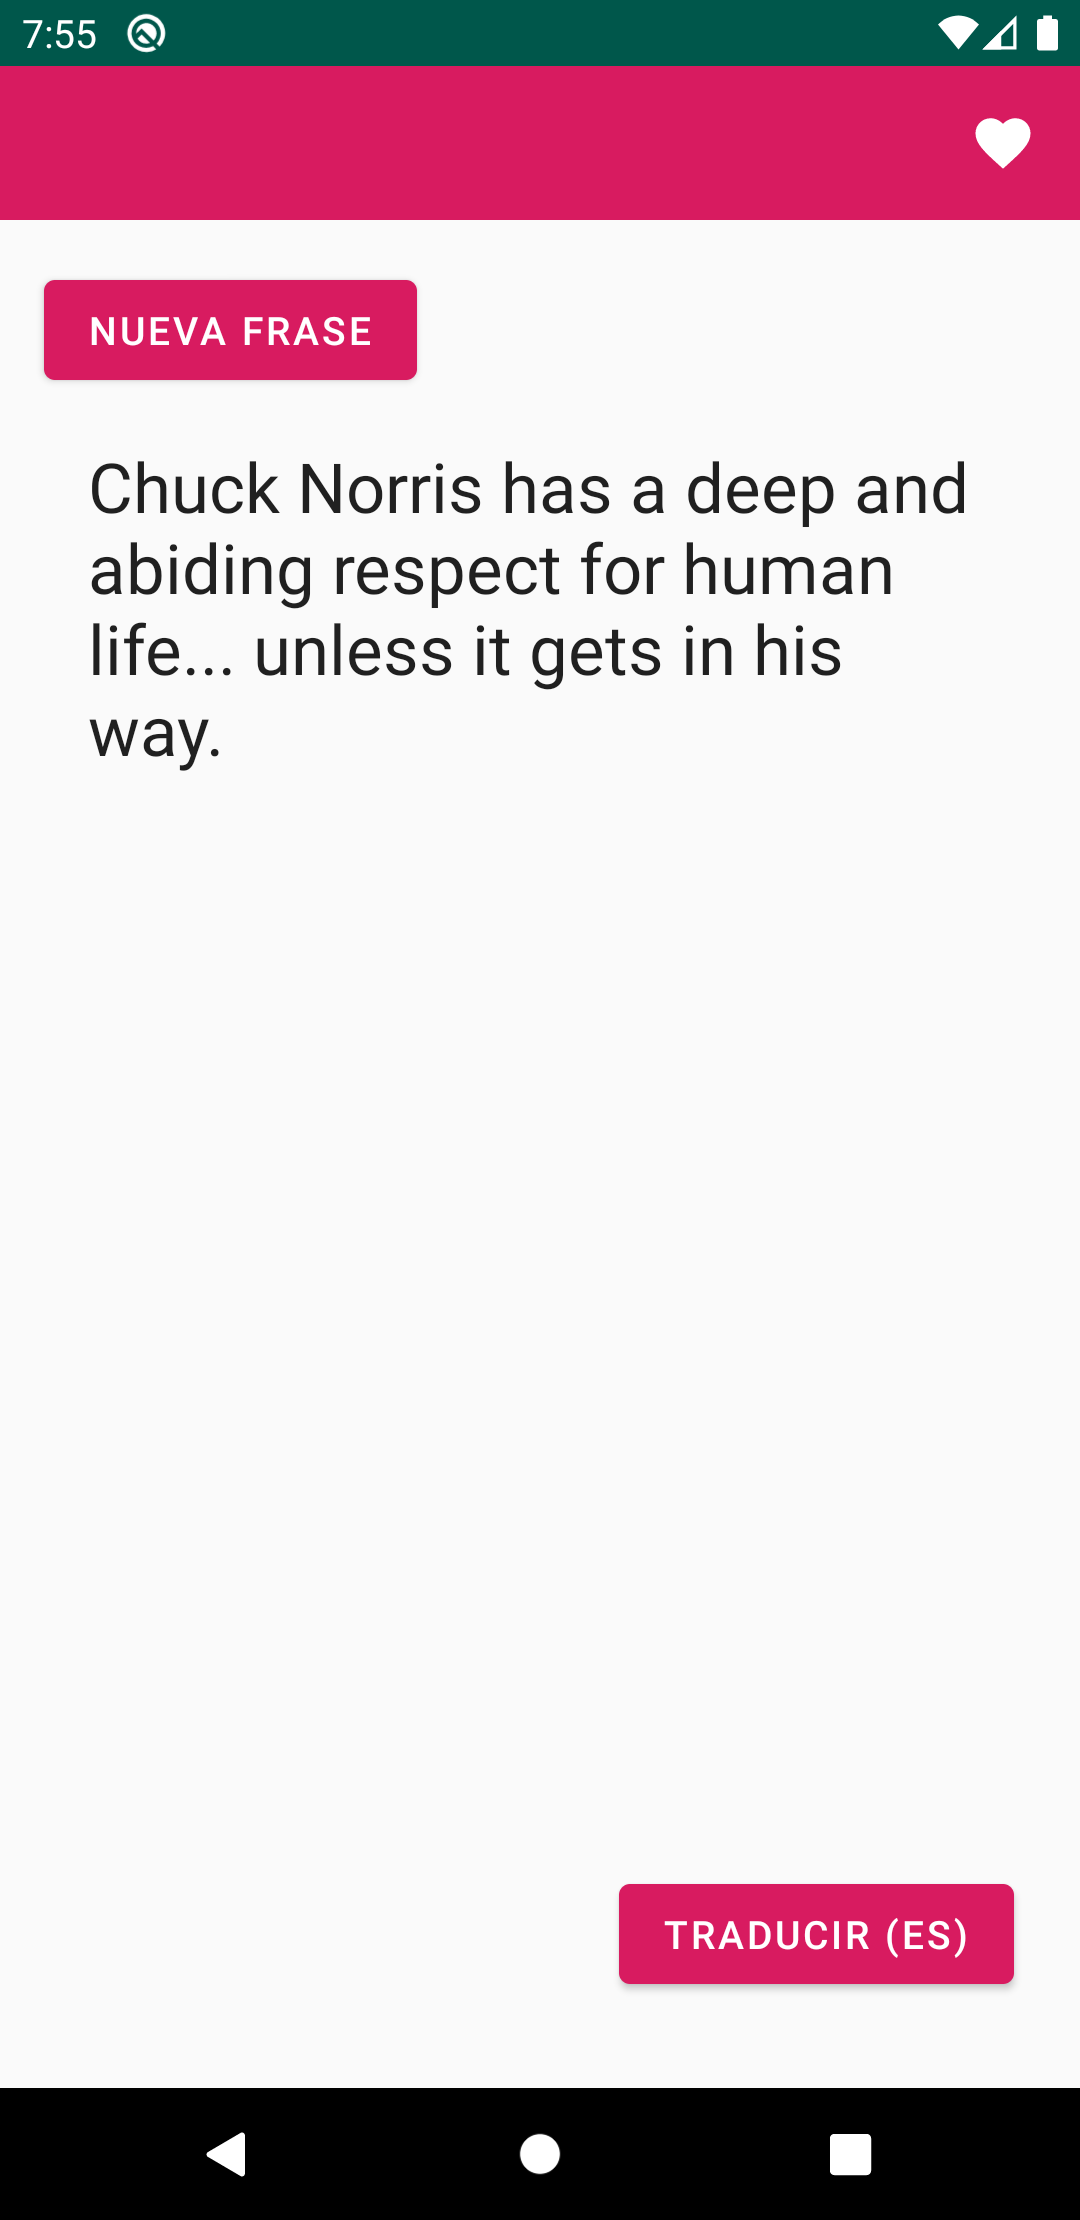 7:55
NUEVA FRASE
Chuck Norris has a deep and
abiding respect for human
life... unless it gets in his
way.
TRADUCIR (ES)